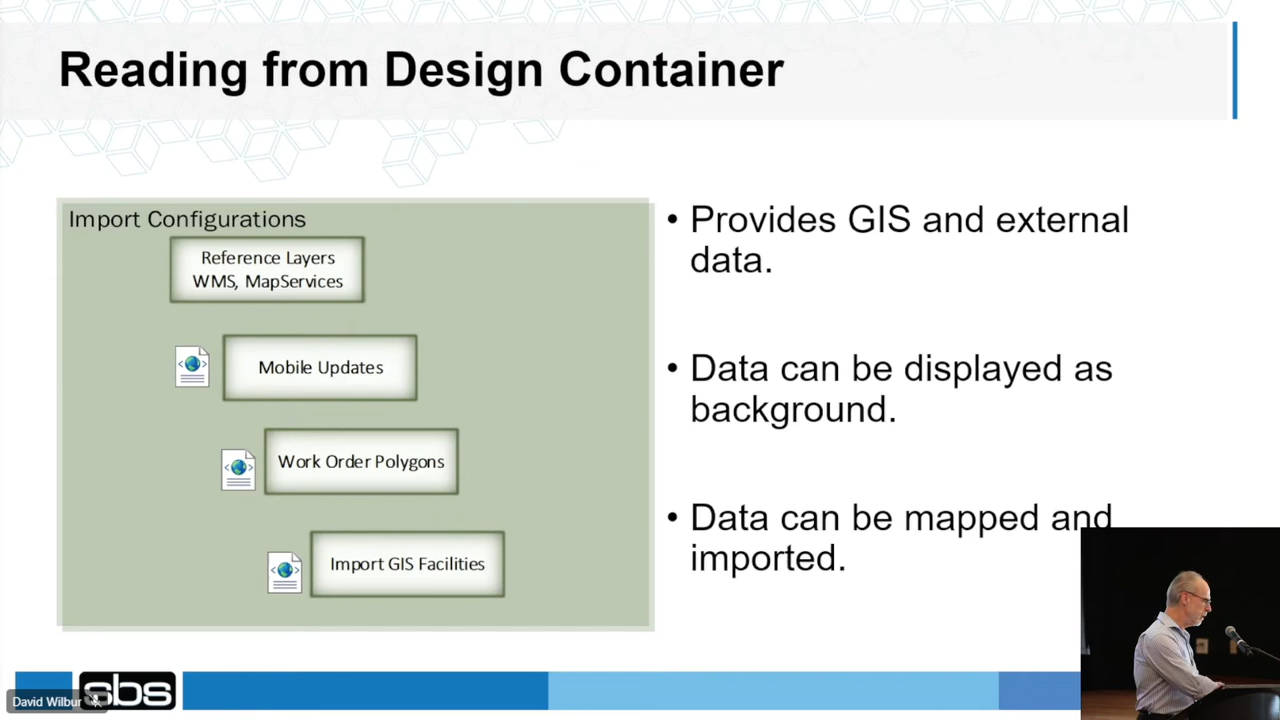 Reading from Design Container
Import Configurations
Reference Layers
WMS, MapServices
Mobile Updates
Work Order Polygons
Import GIS Facilities
• Provides GIS and external
data.
• Data can be displayed as
background.
• Data can be mapped and
imported.
sbs
David Wilbur